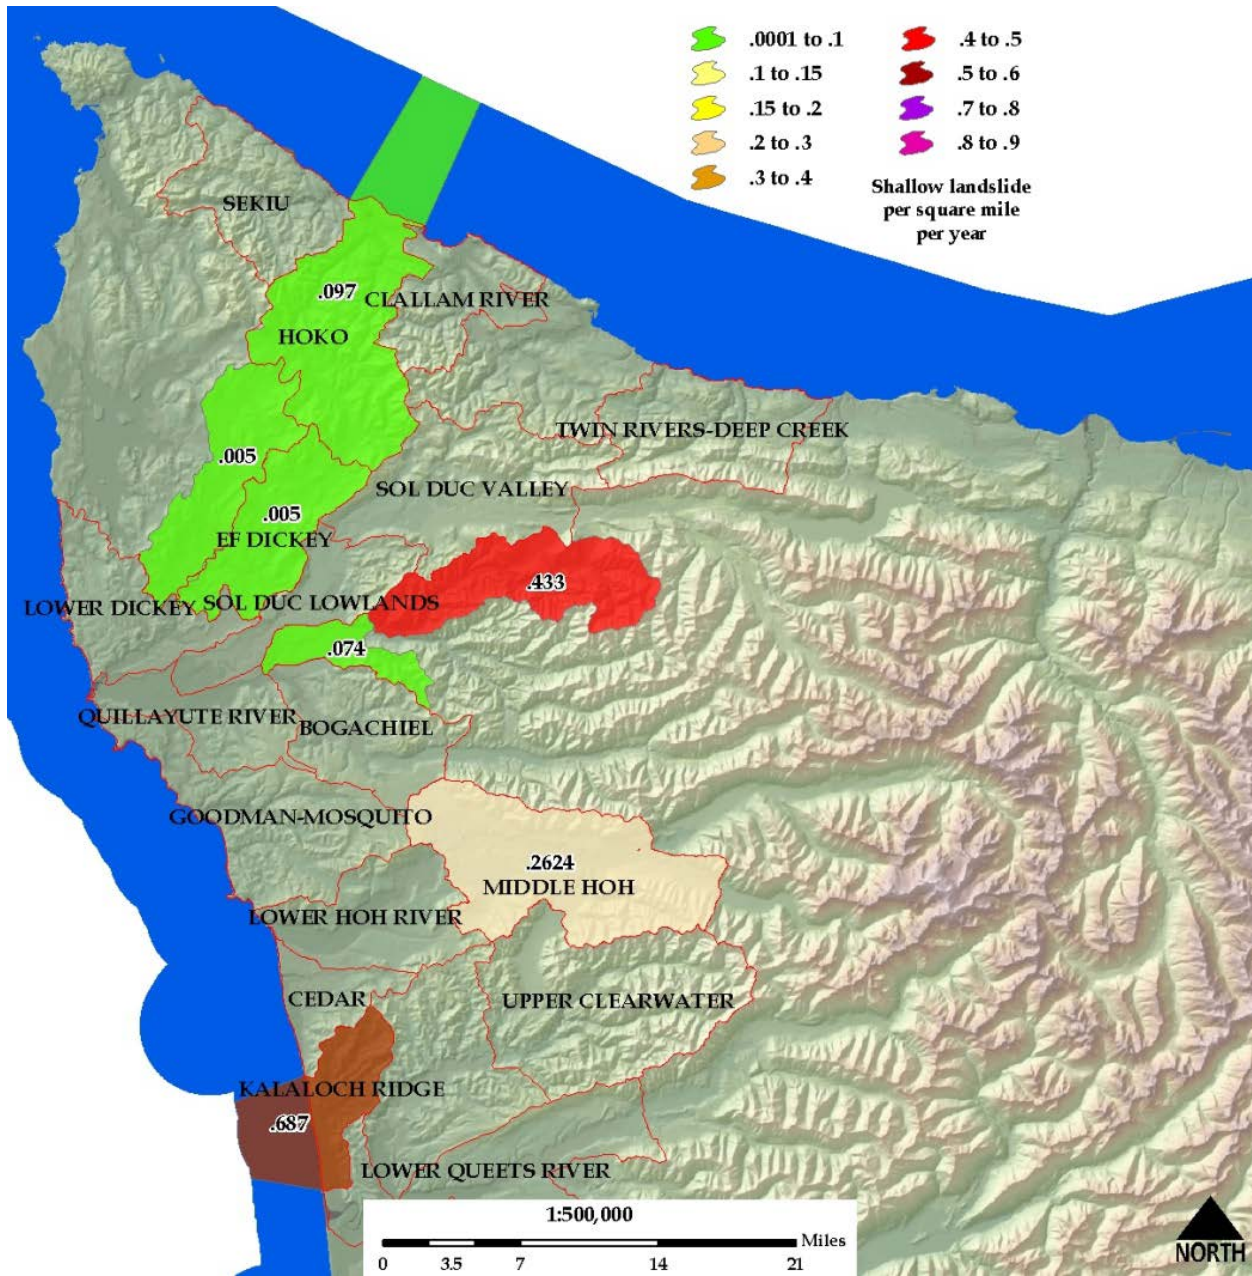 .0001 to .1
.1 to .15
.15 to .2
.2 to .3
.3 to .4
.4 to .5
.5 to .6
.7 to .8
.8 to .9
Shallow landslide
per square mile
per year
SEKIU
.097
CLALLAM RIVER
HOKO
TWIN RIVERS-DEEP CREEK
.005
SOL DUC VALLEY
.005
EF DICKEY
.433
LOWER DICKEY
SOL DUC LOWLANDS
.074
QUILLAYUTE RIVER
BOGACHIEL
GOODMAN-MOSQUITO
.2624
MIDDLE HOH
LOWER HOH RIVER
CEDAR
UPPER CLEARWATER
KALALOCH RIDGE
.687
LOWER QUEETS RIVER
1:500,000
Miles
0 3.5 7 14 21
NORTH